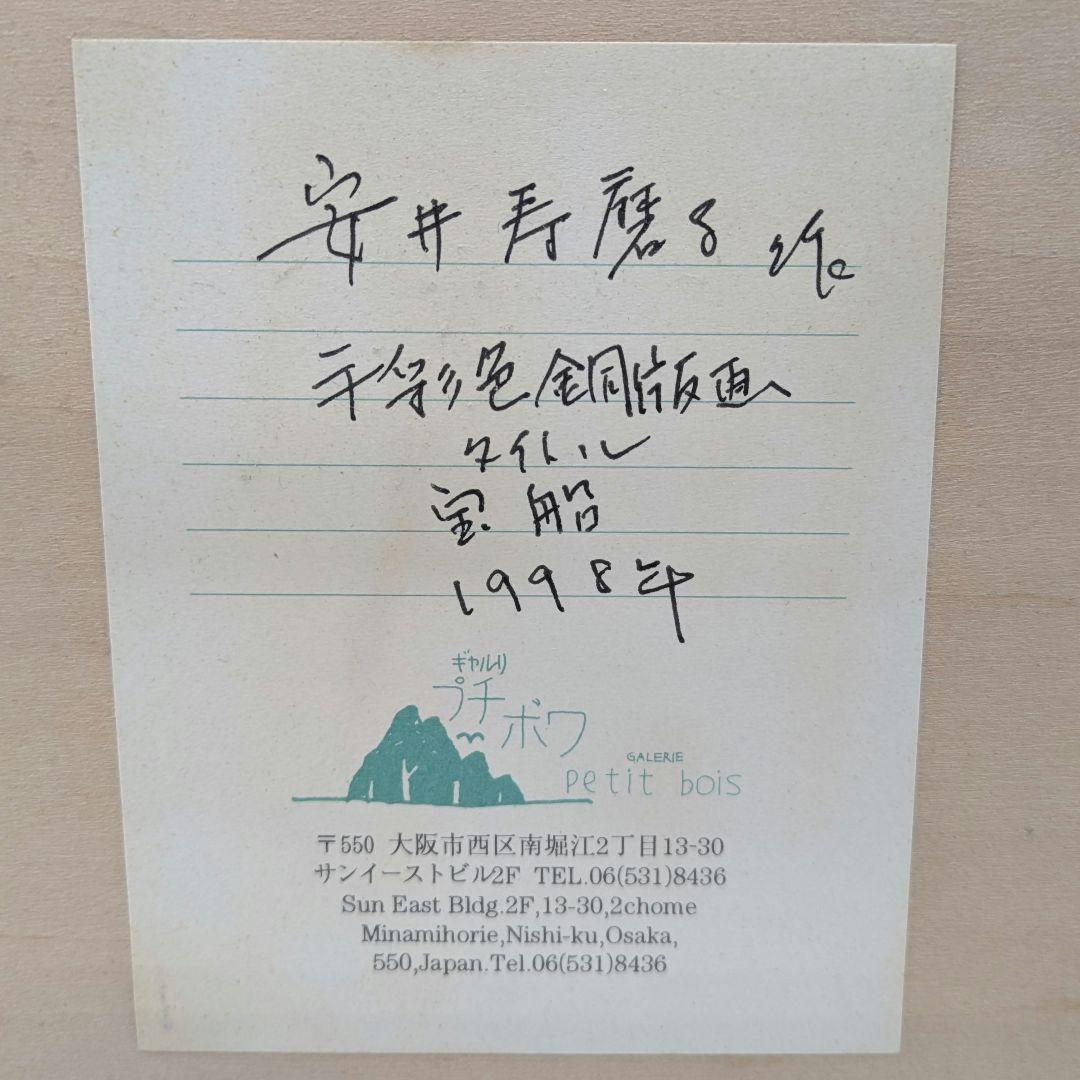 安井寿磨子 作
手彩色銅版画
タイトル
宝船
1998年
ギャルリ
プチ
ボワ
GALERIE
petit bois
〒550 大阪市西区南堀江2丁目13-30
サンイーストビル2F TEL.06(531)8436
Sun East Bldg.2F,13-30,2chome
Minamihorie,Nishi-ku,Osaka,
550,Japan.Tel.06(531)8436